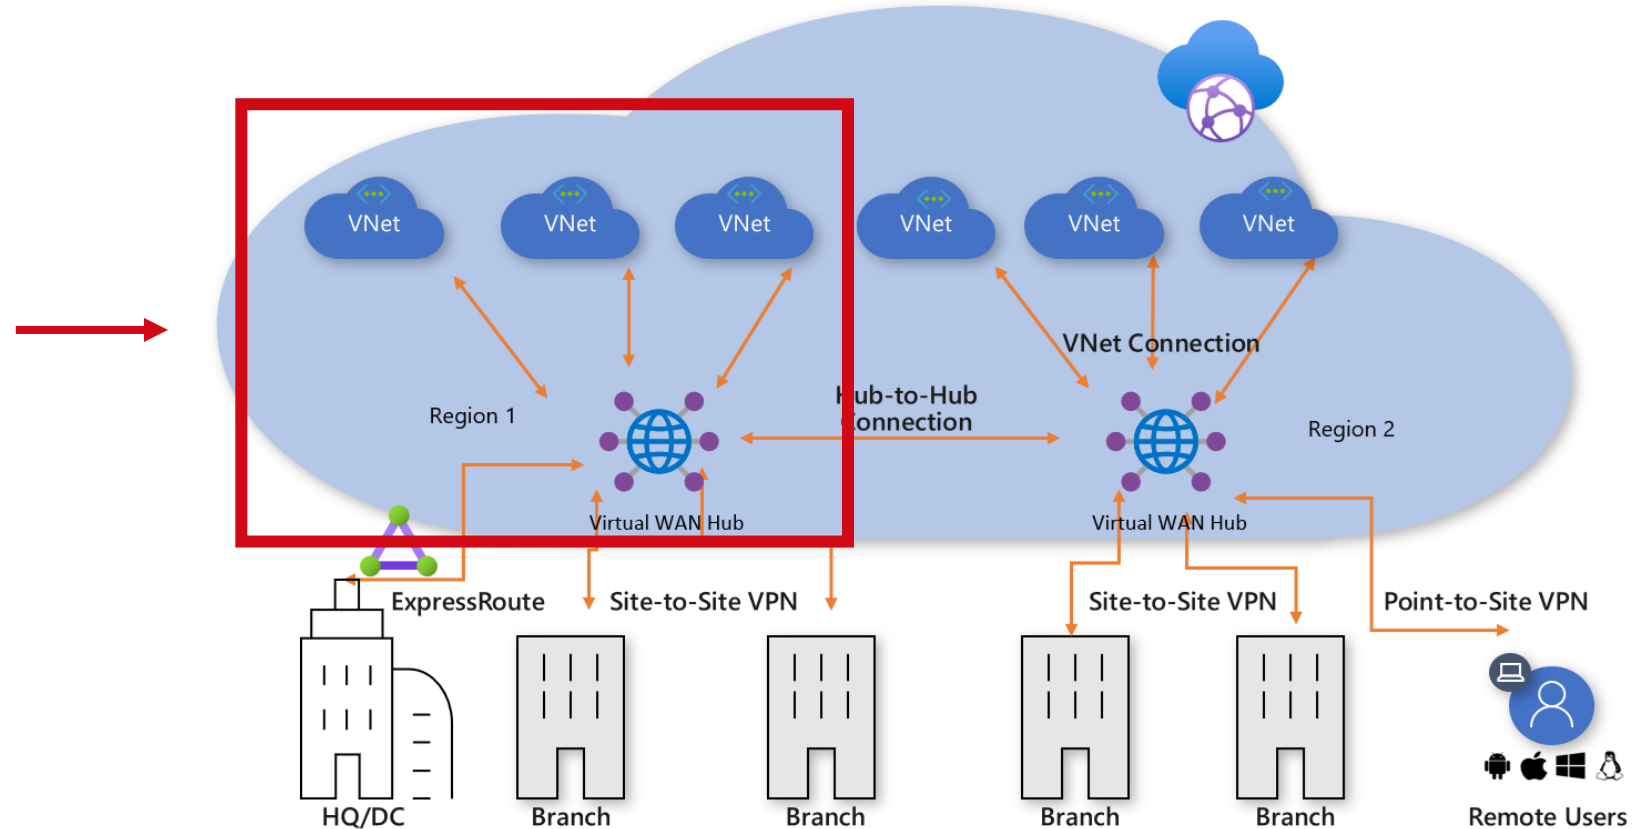 VNet
VNet
VNet
VNet
VNet
VNet
VNet Connection
Hub-to-Hub
Connection
Region 1
Region 2
Virtual WAN Hub
Virtual WAN Hub
ExpressRoute
Site-to-Site VPN
Site-to-Site VPN
Point-to-Site VPN
HQ/DC
Branch
Branch
Branch
Branch
Remote Users